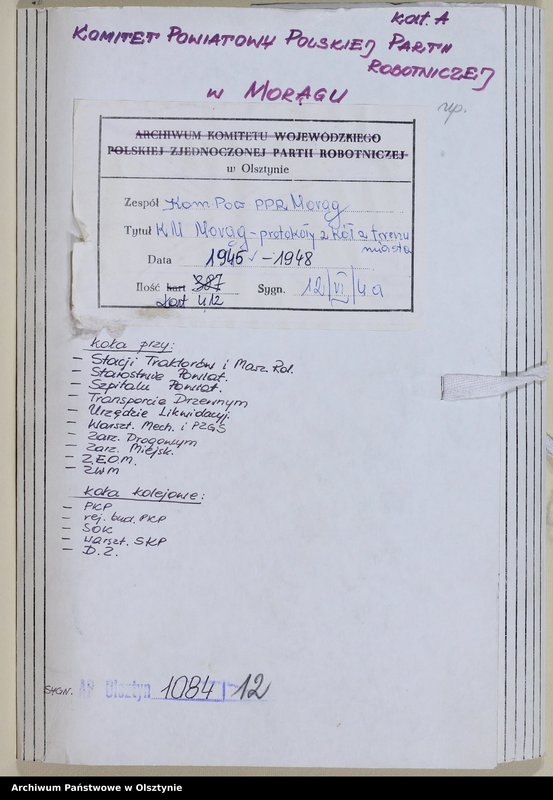 kat. A
KOMITET POWIATOWY POLSKIEJ PARTII
ROBOTNICZEJ
W MORĄGU
ARCHIWUM KOMITETU WOJEWÓDZKIEGO
POLSKIEJ ZJEDNOCZONEJ PARTII ROBOTNICZEJ
w Olsztynie
Zespół Kom. Pow PPR Morąg
Tytuł KM Morąg - protokóły z kół z terenu
miasta
Data 1945 - 1948
Ilość kart 387 Sygn. 12/VI/4a
kart 412
Koła przy:
- Stacji Traktorów i Masz. Rol.
- Starostwie Powiat.
- Szpitalu Powiat.
- Transporcie Drzewnym
- Urzędzie Likwidacyj.
- Warszt. Mech. i PZGS
- Zarz. Drogowym
- Zarz. Miejsk.
- Z.E.O.M.
- ZWM
Koła kolejowe:
- PKP
- rej. bud. PKP
- SOK
- Warszt. SKP
- D. Z.
SYGN. AP Olsztyn 1084/12
Archiwum Państwowe w Olsztynie